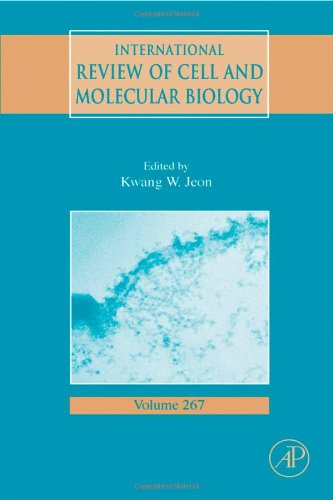 INTERNATIONAL
REVIEW OF CELL AND
MOLECULAR BIOLOGY
Edited by
Kwang W. Jeon
Volume 267
AP